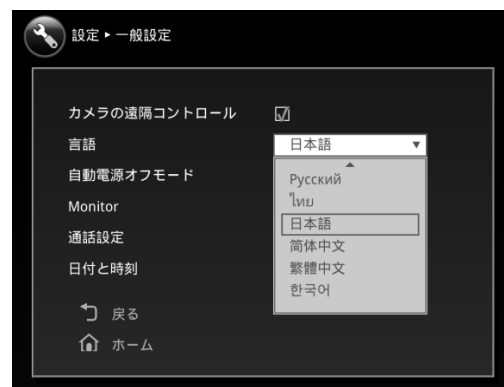 設定 ▸ 一般設定
カメラの遠隔コントロール
言語
日本語
自動電源オフモード
Русский
ไทย
Monitor
日本語
通話設定
简体中文
日付と時刻
繁體中文
한국어
戻る
ホーム